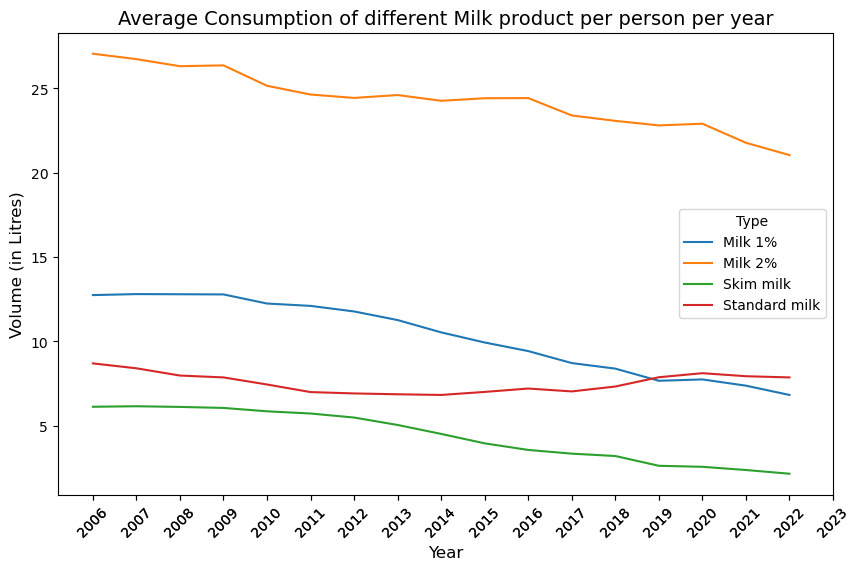 Average Consumption of different Milk product per person per year
Volume (in Litres)
25
20
15
10
5
Type
Milk 1%
Milk 2%
Skim milk
Standard milk
2006 2007 2008 2009 2010 2011 2012 2013 2014 2015 2016 2017 2018 2019 2020 2021 2022 2023
Year